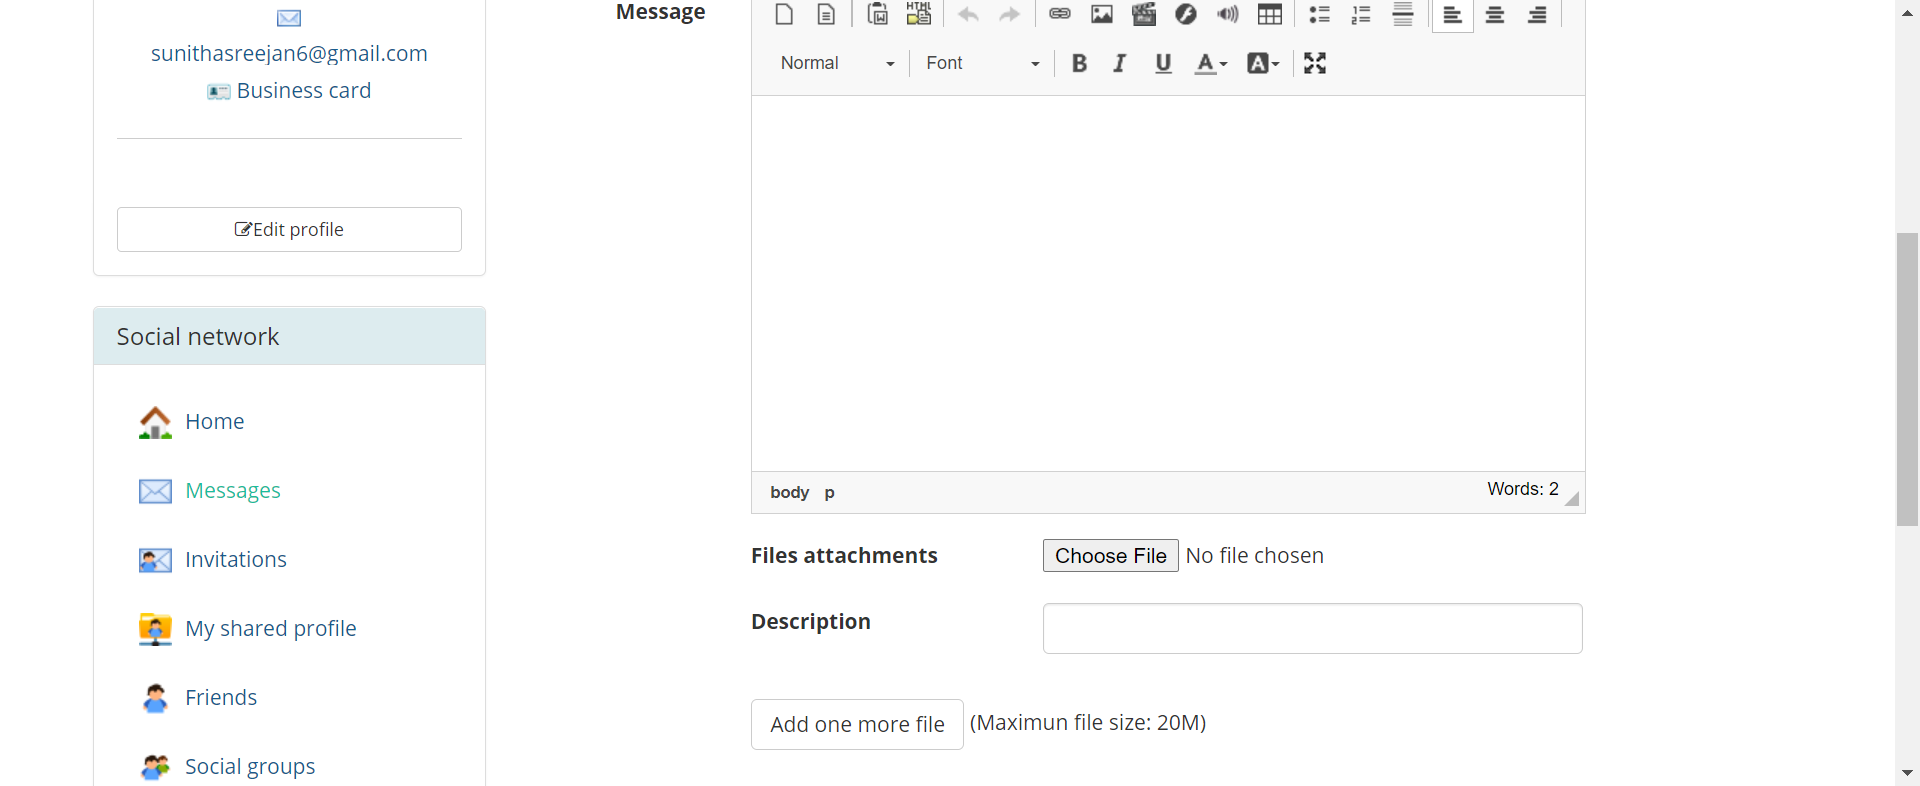 sunithasreejan6@gmail.com
Business card
Edit profile
Social network
Home
Messages
Invitations
My shared profile
Friends
Social groups
Message
HTML
Normal
Font
B I U A A
body p
Words: 2
Files attachments
Choose File No file chosen
Description
Add one more file (Maximun file size: 20M)